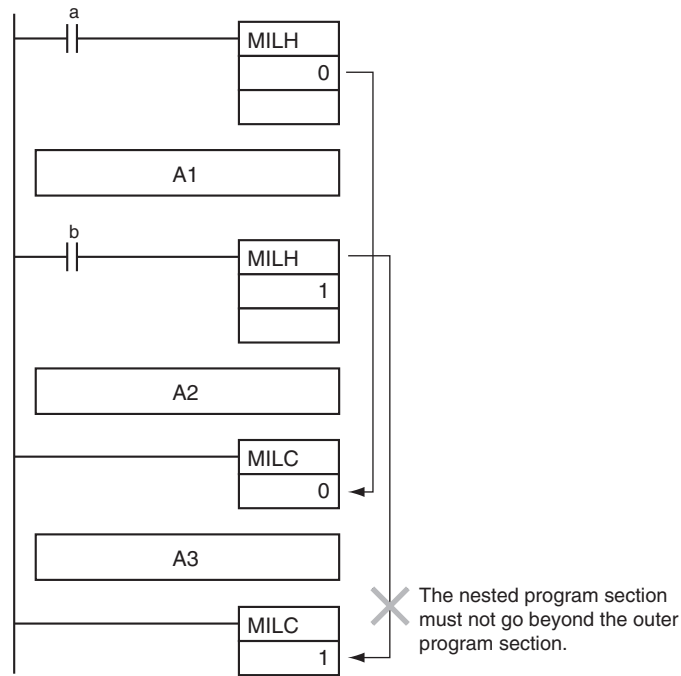 a
MILH
0
A1
b
MILH
1
A2
MILC
0
A3
The nested program section
must not go beyond the outer
program section.
MILC
1